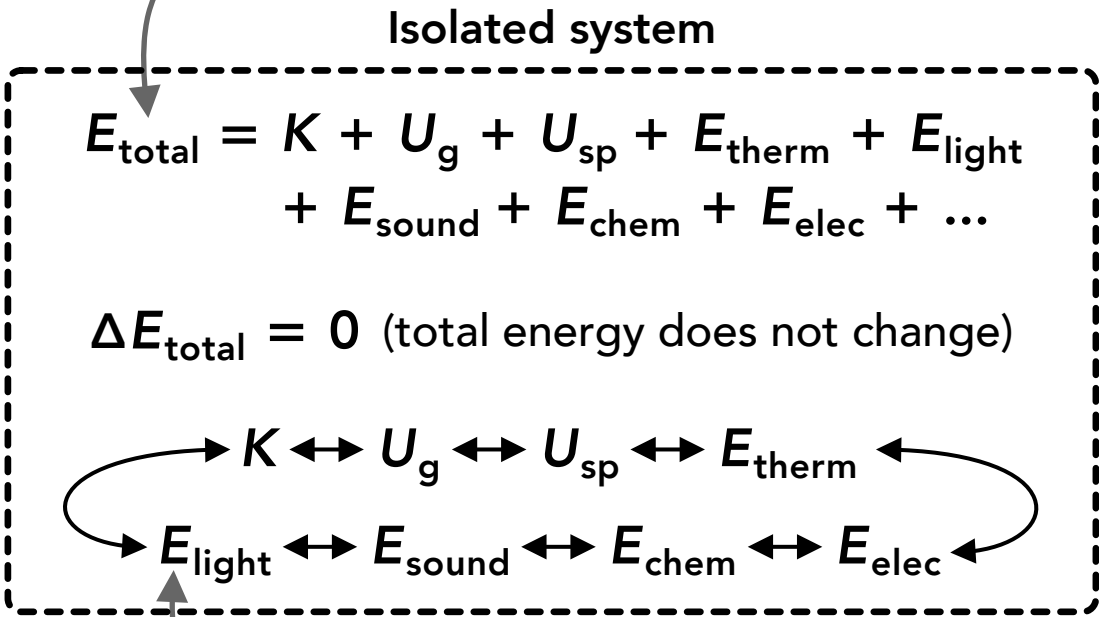 Isolated system
E_total = K + U_g + U_sp + E_therm + E_light
+ E_sound + E_chem + E_elec + ...
ΔE_total = 0 (total energy does not change)
K ↔ U_g ↔ U_sp ↔ E_therm
E_light ↔ E_sound ↔ E_chem ↔ E_elec